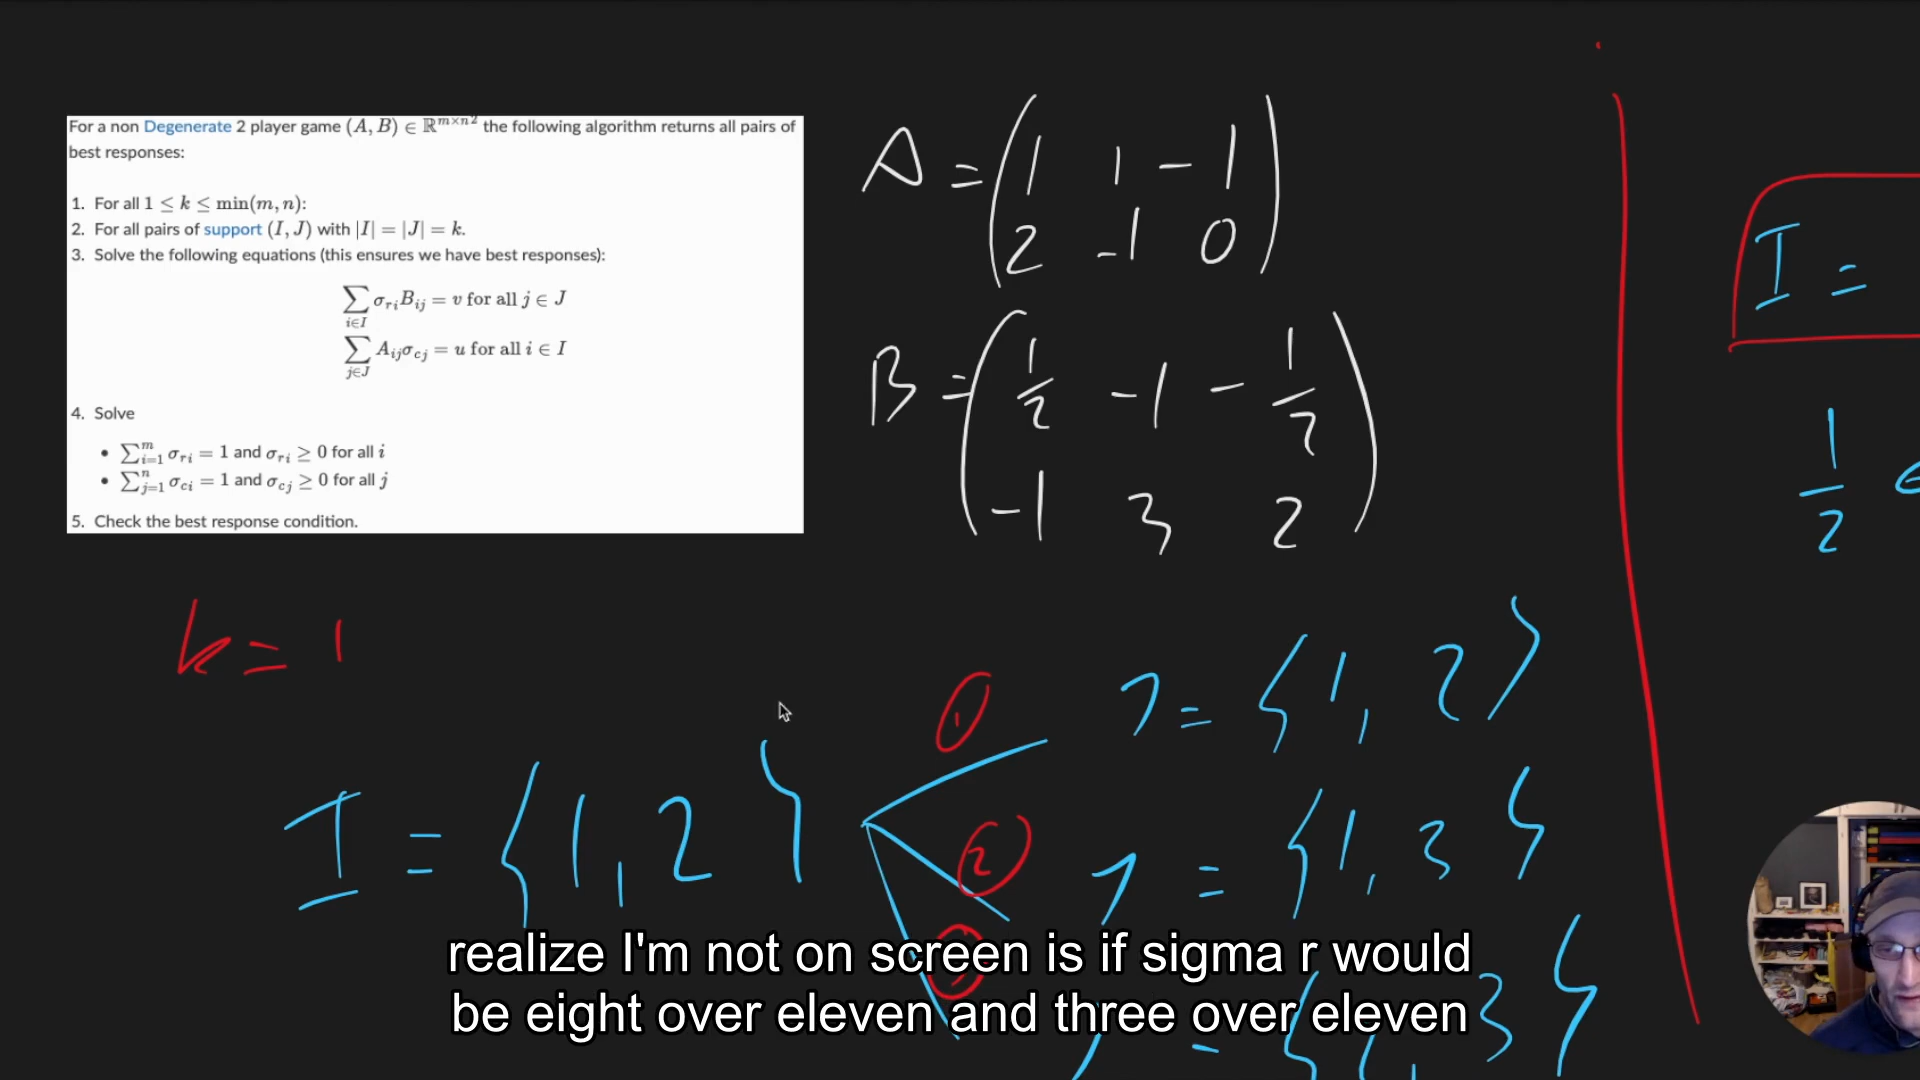 For a non Degenerate 2 player game (A, B) ∈ ℝ^{m×n²} the following algorithm returns all pairs of
best responses:
1. For all 1 ≤ k ≤ min(m, n):
2. For all pairs of support (I, J) with |I| = |J| = k.
3. Solve the following equations (this ensures we have best responses):
∑_{i∈I} σ_{ri}B_{ij} = v for all j ∈ J
∑_{j∈J} A_{ij}σ_{cj} = u for all i ∈ I
4. Solve
• ∑_{i=1}^{m} σ_{ri} = 1 and σ_{ri} ≥ 0 for all i
• ∑_{j=1}^{n} σ_{ci} = 1 and σ_{cj} ≥ 0 for all j
5. Check the best response condition.
A = ( 1 1 -1
2 -1 0 )
B = ( 1/2 -1 -1/2
-1 3 2 )
k = 1
I = {1, 2}
① J = {1, 2}
② J = {1, 3}
I =
1/2
realize I'm not on screen is if sigma r would
be eight over eleven and three over eleven